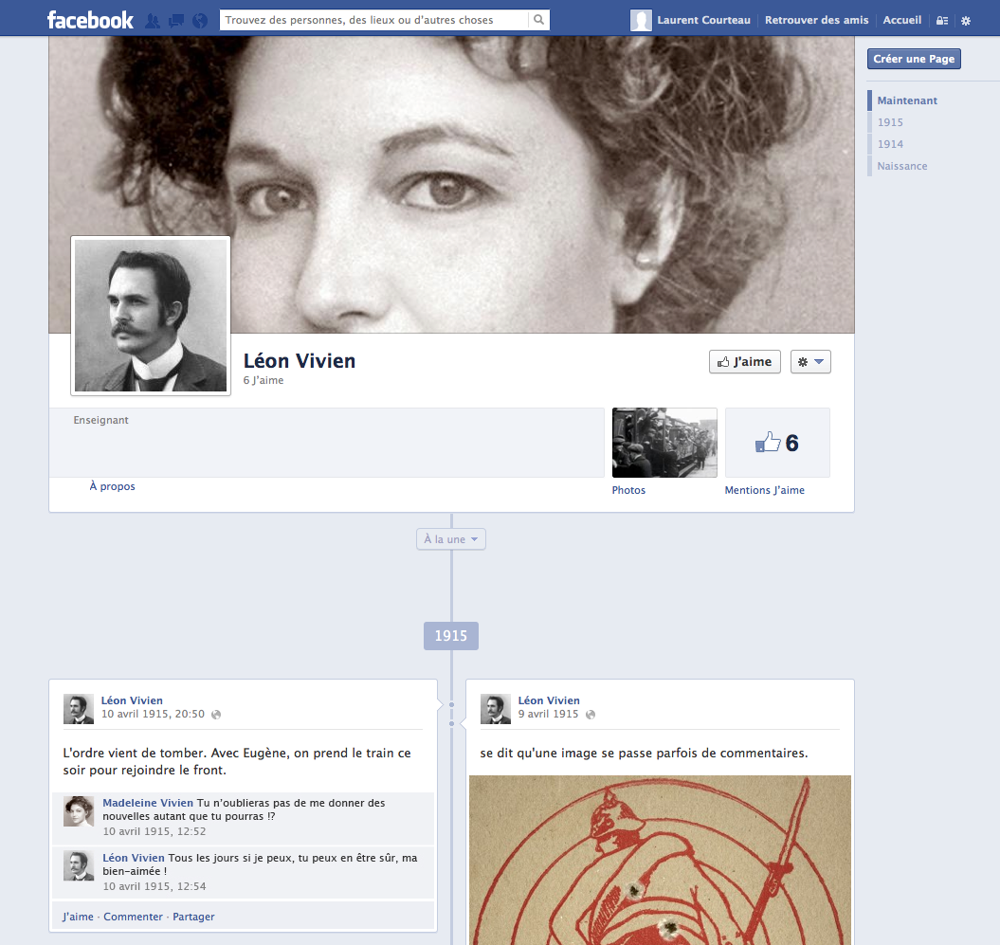 facebook
Trouvez des personnes, des lieux ou d'autres choses
Laurent Courteau
Retrouver des amis
Accueil
Créer une Page
Maintenant
1915
1914
Naissance
Léon Vivien
6 J'aime
J'aime
Enseignant
6
À propos
Photos
Mentions J'aime
À la une
1915
Léon Vivien
10 avril 1915, 20:50
L'ordre vient de tomber. Avec Eugène, on prend le train ce
soir pour rejoindre le front.
Madeleine Vivien Tu n'oublieras pas de me donner des
nouvelles autant que tu pourras !?
10 avril 1915, 12:52
Léon Vivien Tous les jours si je peux, tu peux en être sûr, ma
bien-aimée !
10 avril 1915, 12:54
J'aime · Commenter · Partager
Léon Vivien
9 avril 1915
se dit qu'une image se passe parfois de commentaires.